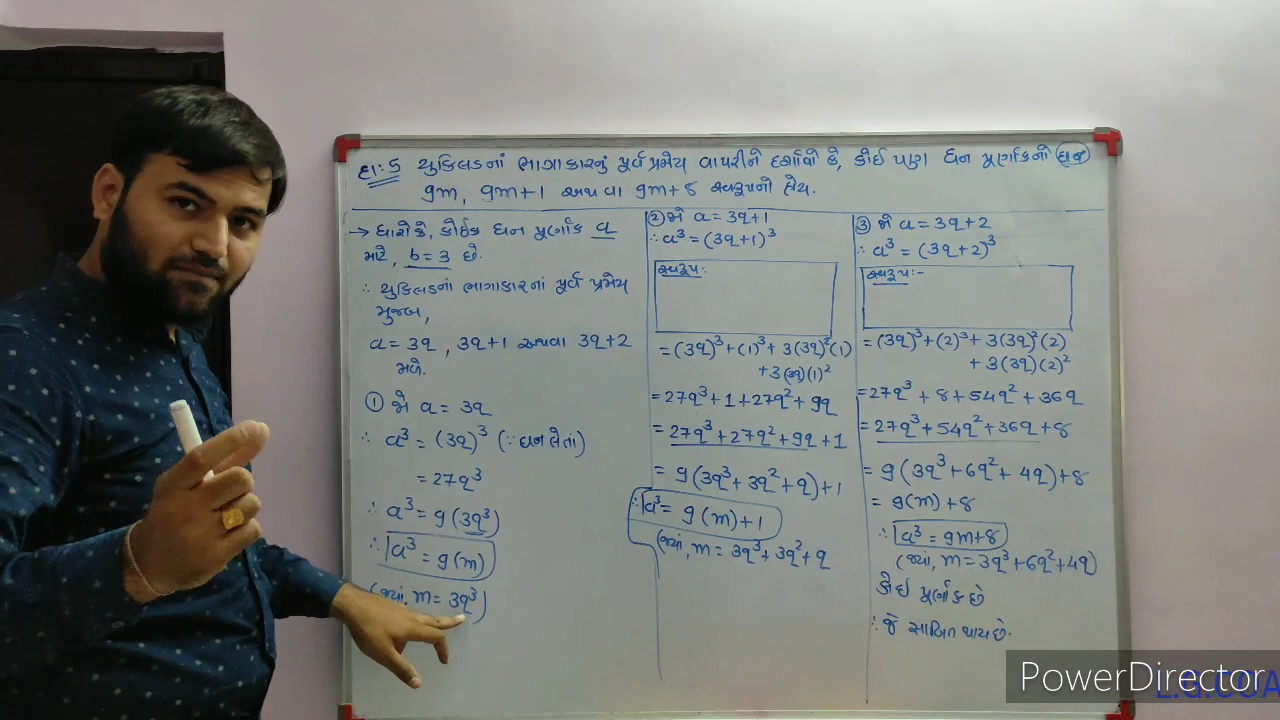 દા:-5 યુકિલડનાં ભાગાકારનું પૂર્વ પ્રમેય વાપરીને દર્શાવો કે, કોઈ પણ ધન પૂર્ણાંકનો ઘન
9m, 9m+1 અથવા 9m+8 સ્વરૂપનો હોય.
→ ધારો કે, કોઈક ધન પૂર્ણાંક a
માટે, b=3 છે.
∴ યુકિલડનાં ભાગાકારનાં પૂર્વ પ્રમેય
મુજબ,
a = 3q, 3q+1 અથવા 3q+2
મળે.
① જો a = 3q
∴ a³ = (3q)³ (∵ ઘન લેતાં)
= 27q³
∴ a³ = 9(3q³)
∴ a³ = 9(m)
(જ્યાં, m = 3q³)
② જો a = 3q+1
∴ a³ = (3q+1)³
સ્વરૂપ:-
= (3q)³+(1)³+3(3q)²(1)
+3(3q)(1)²
= 27q³+1+27q²+9q
= 27q³+27q²+9q+1
= 9(3q³+3q²+q)+1
∴ a³ = 9(m)+1
(જ્યાં, m = 3q³+3q²+q
③ જો a = 3q+2
∴ a³ = (3q+2)³
સ્વરૂપ:-
= (3q)³+(2)³+3(3q)²(2)
+ 3(3q)(2)²
= 27q³ + 8 + 54q² + 36q
= 27q³+54q²+36q+8
= 9(3q³+6q²+4q)+8
= 9(m)+8
∴ a³ = 9m+8
(જ્યાં, m = 3q³+6q²+4q)
કોઈ પૂર્ણાંક છે
∴ જે સાબિત થાય છે.
PowerDirector